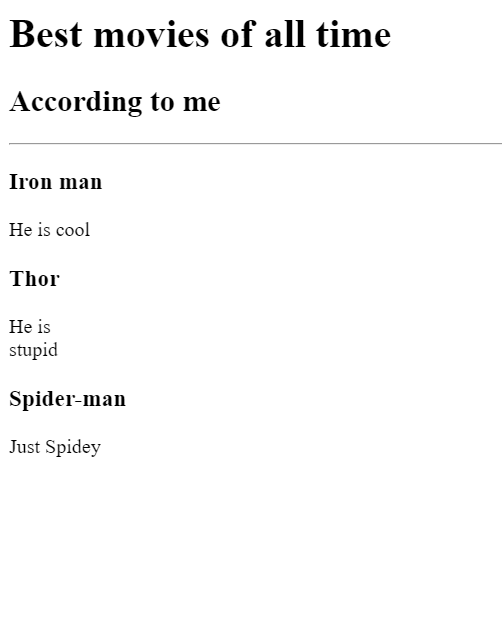 Best movies of all time
According to me
Iron man
He is cool
Thor
He is
stupid
Spider-man
Just Spidey